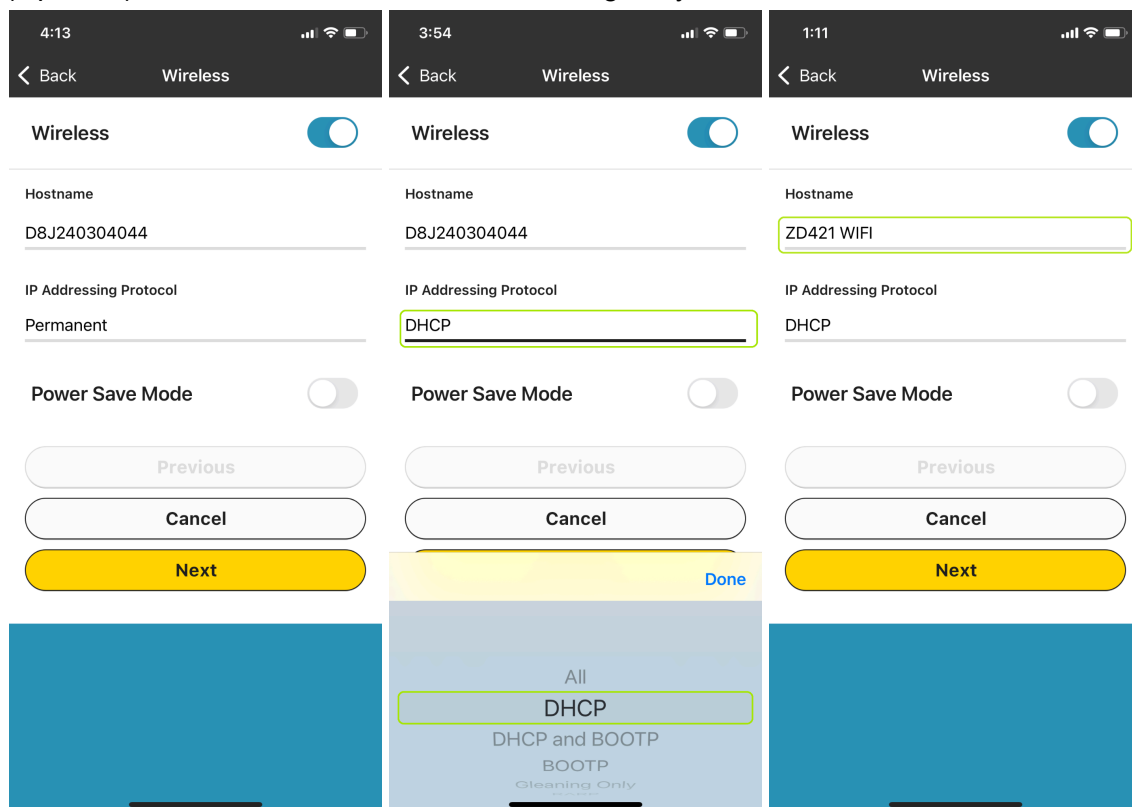 4:13
Back Wireless
Wireless
Hostname
D8J240304044
IP Addressing Protocol
Permanent
Power Save Mode
Previous
Cancel
Next
3:54
Back Wireless
Wireless
Hostname
D8J240304044
IP Addressing Protocol
DHCP
Power Save Mode
Previous
Cancel
Done
All
DHCP
DHCP and BOOTP
BOOTP
Gleaning Only
1:11
Back Wireless
Wireless
Hostname
ZD421 WIFI
IP Addressing Protocol
DHCP
Power Save Mode
Previous
Cancel
Next